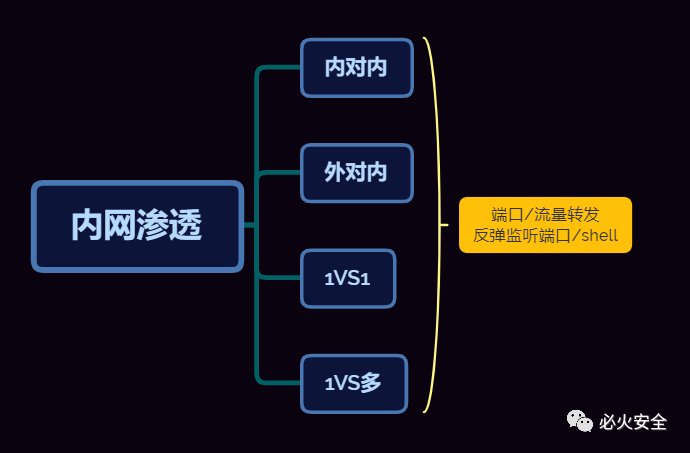 内网渗透
内对内
外对内
1VS1
1VS多
端口/流量转发
反弹监听端口/shell
必火安全